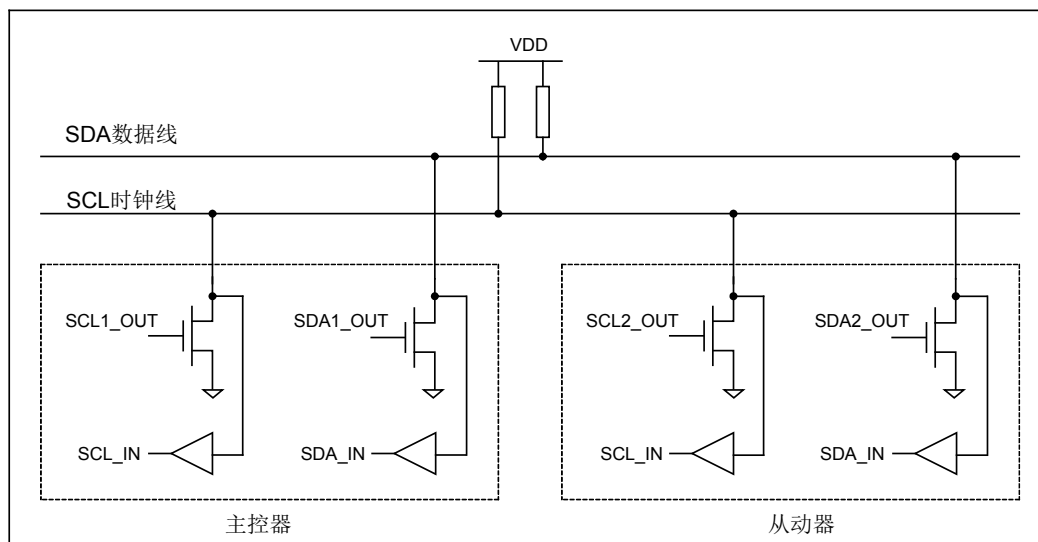 VDD
SDA数据线
SCL时钟线
SCL1_OUT
SDA1_OUT
SCL2_OUT
SDA2_OUT
SCL_IN
SDA_IN
SCL_IN
SDA_IN
主控器
从动器